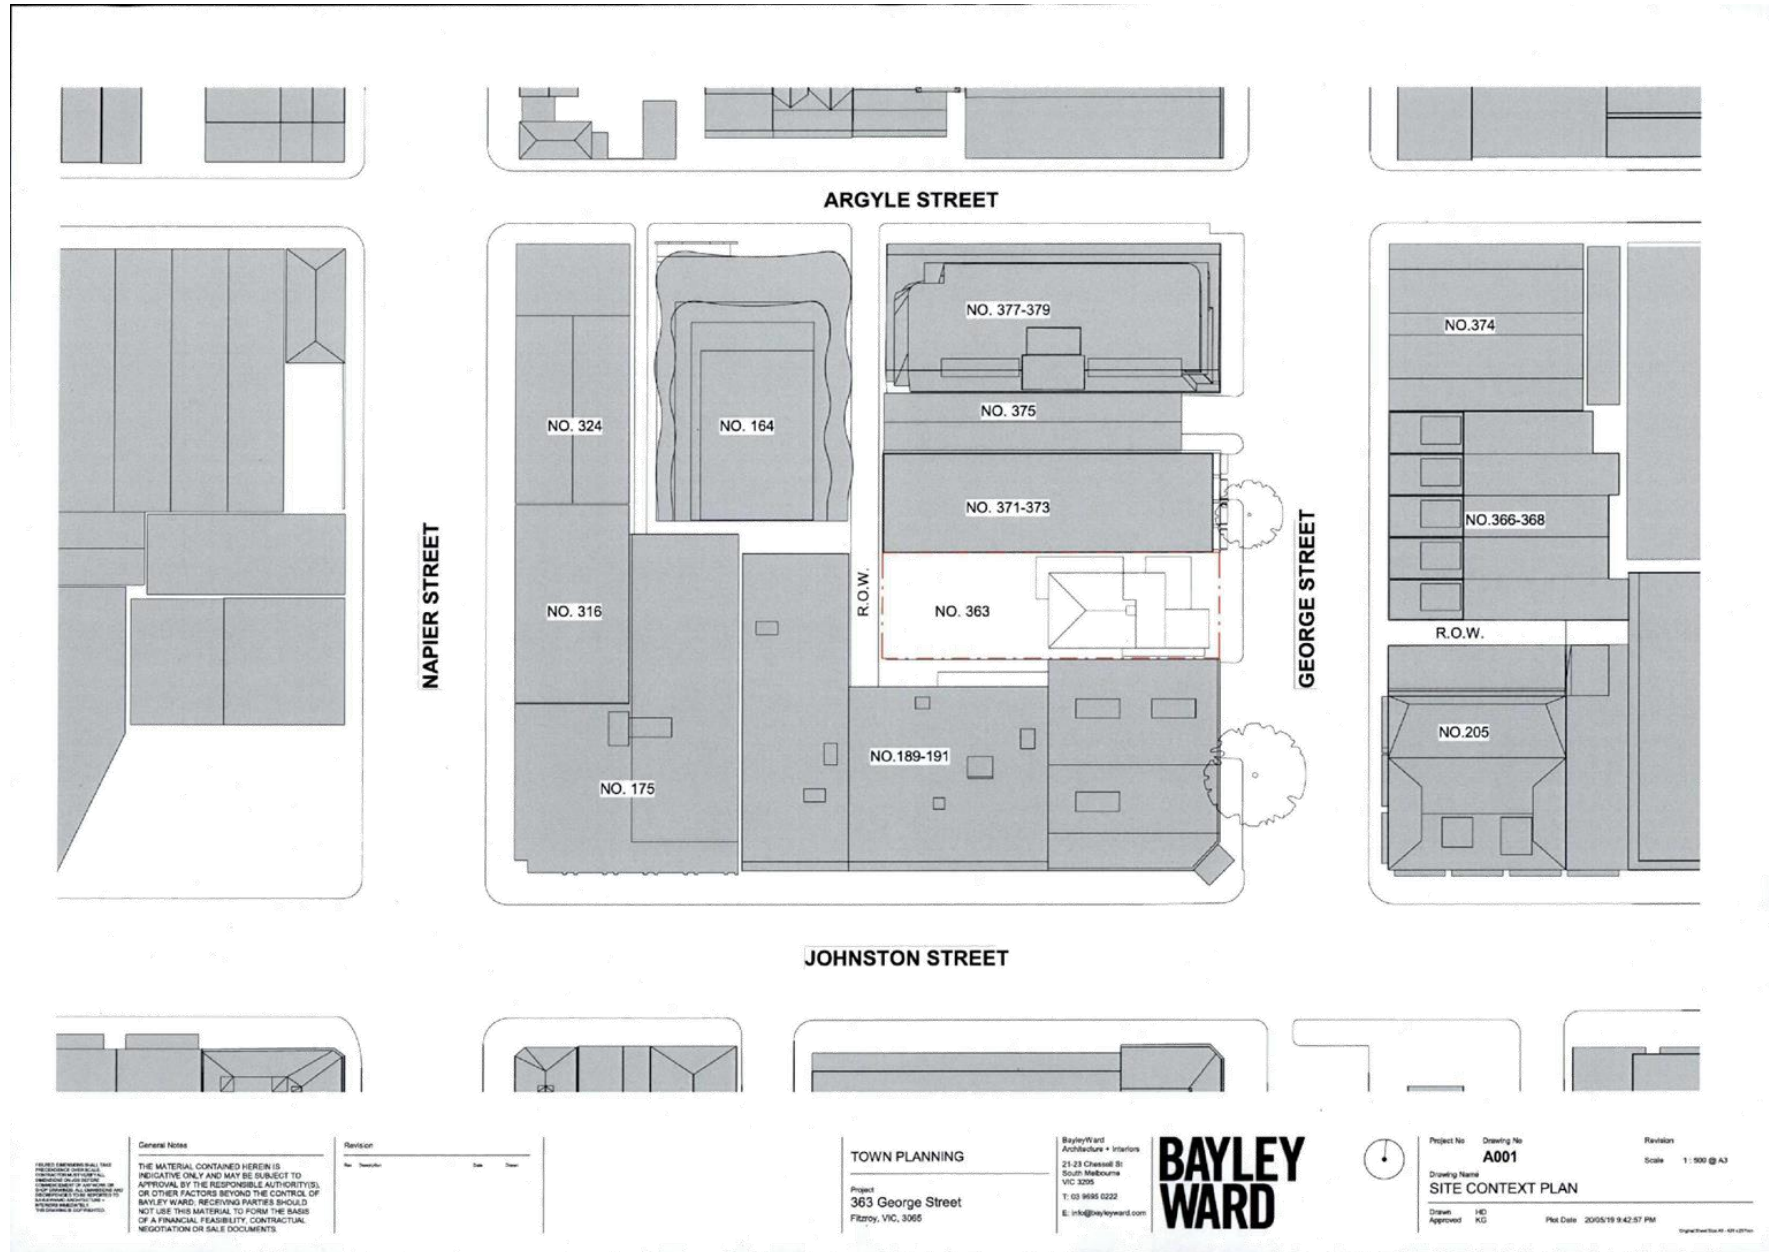 ARGYLE STREET
NO. 377-379
NO.374
NO. 375
NO. 324
NO. 164
NO. 371-373
NO.366-368
NAPIER STREET
GEORGE STREET
R.O.W.
NO. 316
NO. 363
R.O.W.
NO.205
NO.189-191
NO. 175
JOHNSTON STREET
General Notes
THE MATERIAL CONTAINED HEREIN IS
INDICATIVE ONLY AND MAY BE SUBJECT TO
APPROVAL BY THE RESPONSIBLE AUTHORITY(S),
OR OTHER FACTORS BEYOND THE CONTROL OF
BAYLEY WARD. RECEIVING PARTIES SHOULD
NOT USE THIS MATERIAL TO FORM THE BASIS
OF A FINANCIAL FEASIBILITY, CONTRACTUAL
NEGOTIATION OR SALE DOCUMENTS.
Revision
Rev Description Date Drawn
TOWN PLANNING
Project
363 George Street
Fitzroy, VIC, 3065
BayleyWard
Architecture + Interiors
21-23 Chessell St
South Melbourne
VIC 3205
T: 03 9695 0222
E: info@bayleyward.com
BAYLEY
WARD
Project No Drawing No Revision
A001
Scale 1 : 500 @ A3
Drawing Name
SITE CONTEXT PLAN
Drawn HD
Approved KG
Plot Date 20/05/19 9:42:57 PM